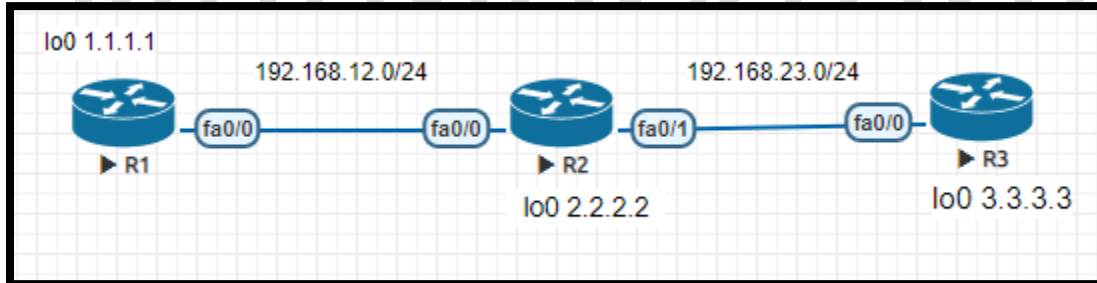 lo0 1.1.1.1
192.168.12.0/24
192.168.23.0/24
fa0/0
fa0/0
fa0/1
fa0/0
R1
R2
R3
lo0 2.2.2.2
lo0 3.3.3.3